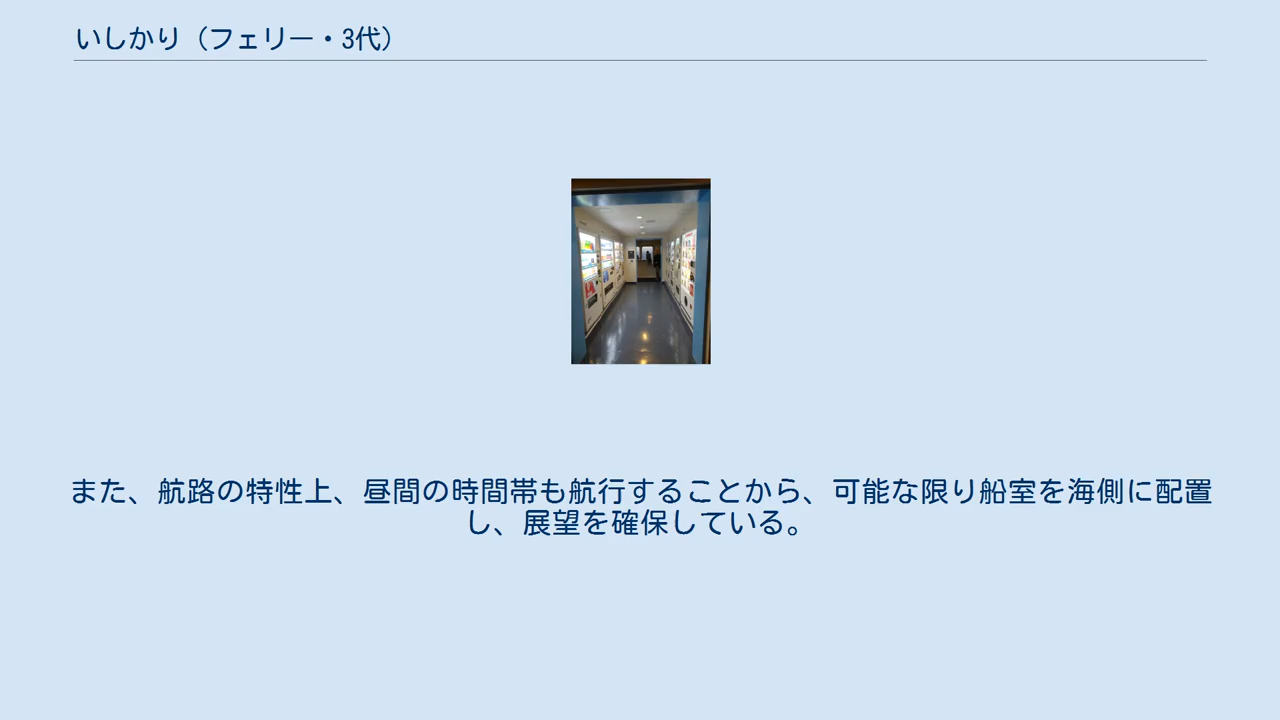 いしかり（フェリー・3代）
また、航路の特性上、昼間の時間帯も航行することから、可能な限り船室を海側に配置
し、展望を確保している。